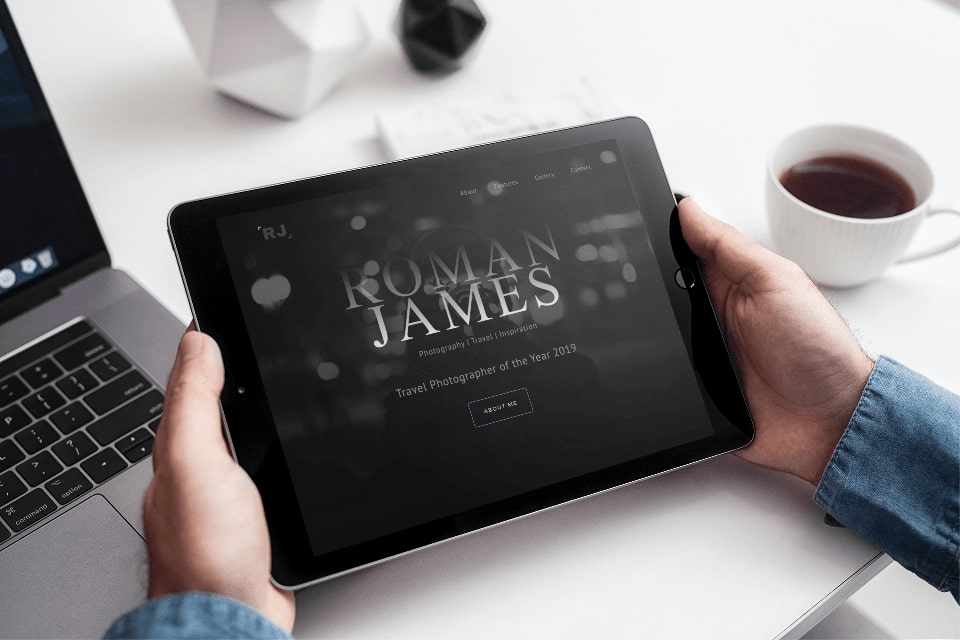 About Features Gallery Contact
RJ
ROMAN
JAMES
Photography | Travel | Inspiration
Travel Photographer of the Year 2019
ABOUT ME
return
option
command